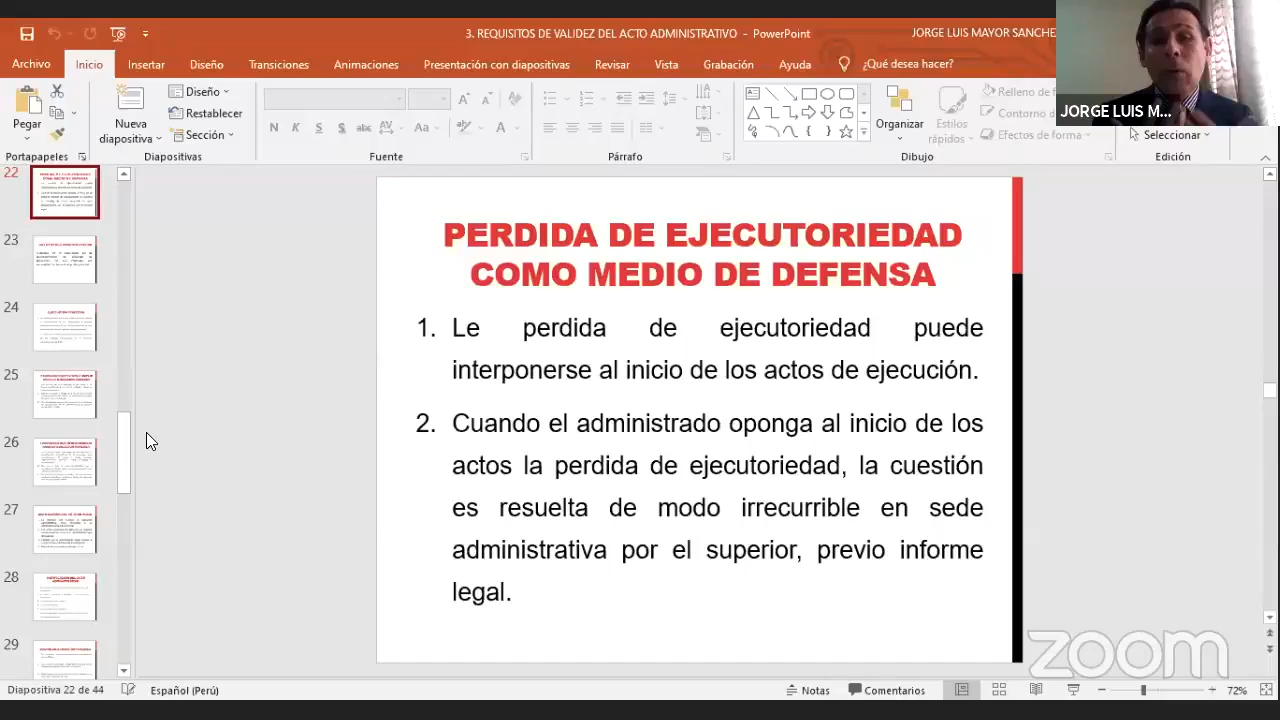 3. REQUISITOS DE VALIDEZ DEL ACTO ADMINISTRATIVO - PowerPoint
JORGE LUIS MAYOR SANCHE
Archivo Inicio Insertar Diseño Transiciones Animaciones Presentación con diapositivas Revisar Vista Grabación Ayuda ¿Qué desea hacer?
JORGE LUIS M...
Pegar
Nueva diapositiva
Diseño
Restablecer
Sección
N K S S abc AV Aa A
Organizar
Estilos rápidos
Relleno de
Contorno d
Efectos de forma
Seleccionar
Portapapeles Diapositivas Fuente Párrafo Dibujo Edición
22
23
24
25
26
27
28
29
PERDIDA DE EJECUTORIEDAD
COMO MEDIO DE DEFENSA
1. Le perdida de ejecutoriedad puede
interponerse al inicio de los actos de ejecución.
2. Cuando el administrado oponga al inicio de los
actos la perdida de ejecutoriedad, la cuestión
es resuelta de modo irrecurrible en sede
administrativa por el superior, previo informe
legal.
zoom
Diapositiva 22 de 44 Español (Perú) Notas Comentarios 72%